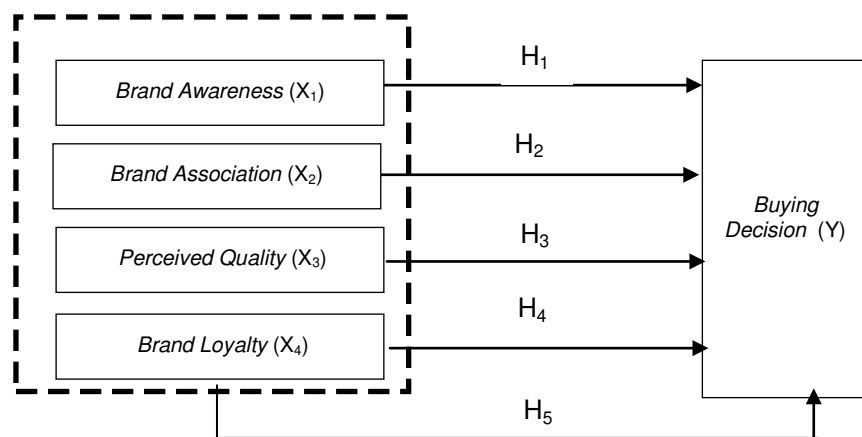 Brand Awareness (X₁)
H₁
Brand Association (X₂)
H₂
Perceived Quality (X₃)
H₃
Brand Loyalty (X₄)
H₄
Buying
Decision (Y)
H₅